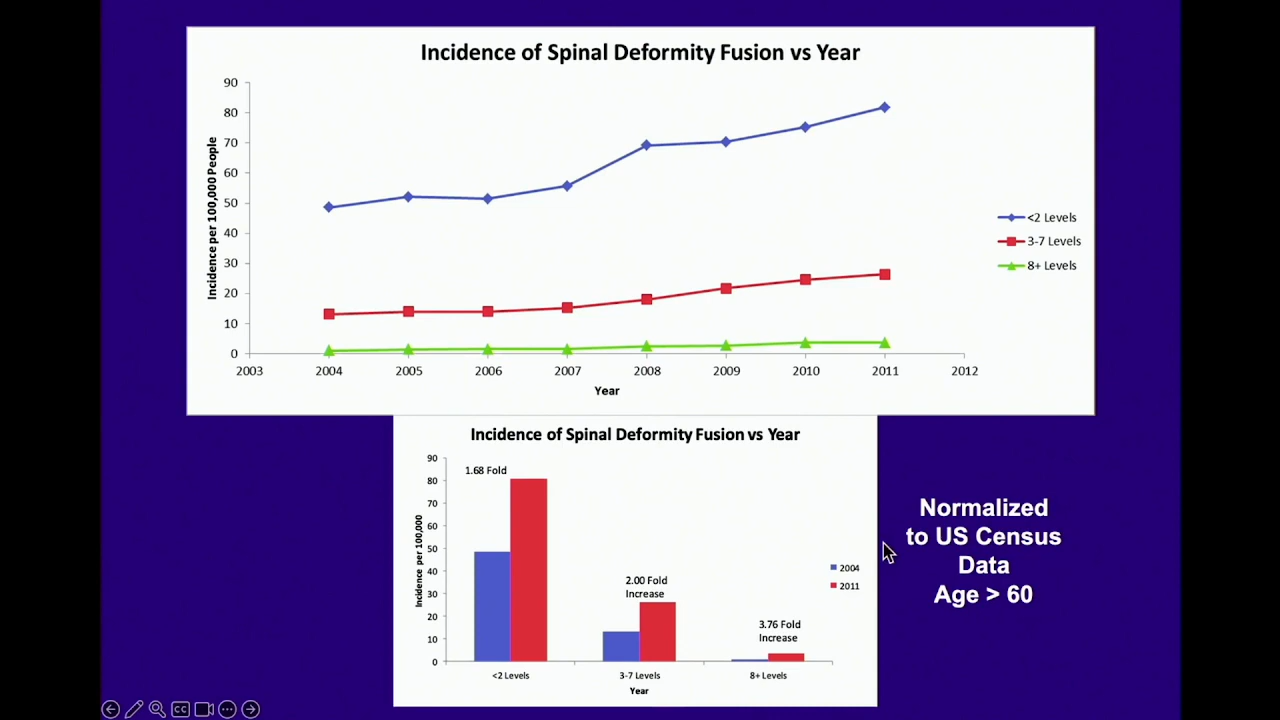 Incidence of Spinal Deformity Fusion vs Year
90
80
70
60
50
40
30
20
10
0
Incidence per 100,000 People
2003 2004 2005 2006 2007 2008 2009 2010 2011 2012
Year
<2 Levels
3-7 Levels
8+ Levels
Incidence of Spinal Deformity Fusion vs Year
90
80
70
60
50
40
30
20
10
0
Incidence per 100,000
1.68 Fold
2.00 Fold
Increase
3.76 Fold
Increase
2004
2011
<2 Levels 3-7 Levels 8+ Levels
Year
Normalized
to US Census
Data
Age > 60
CC